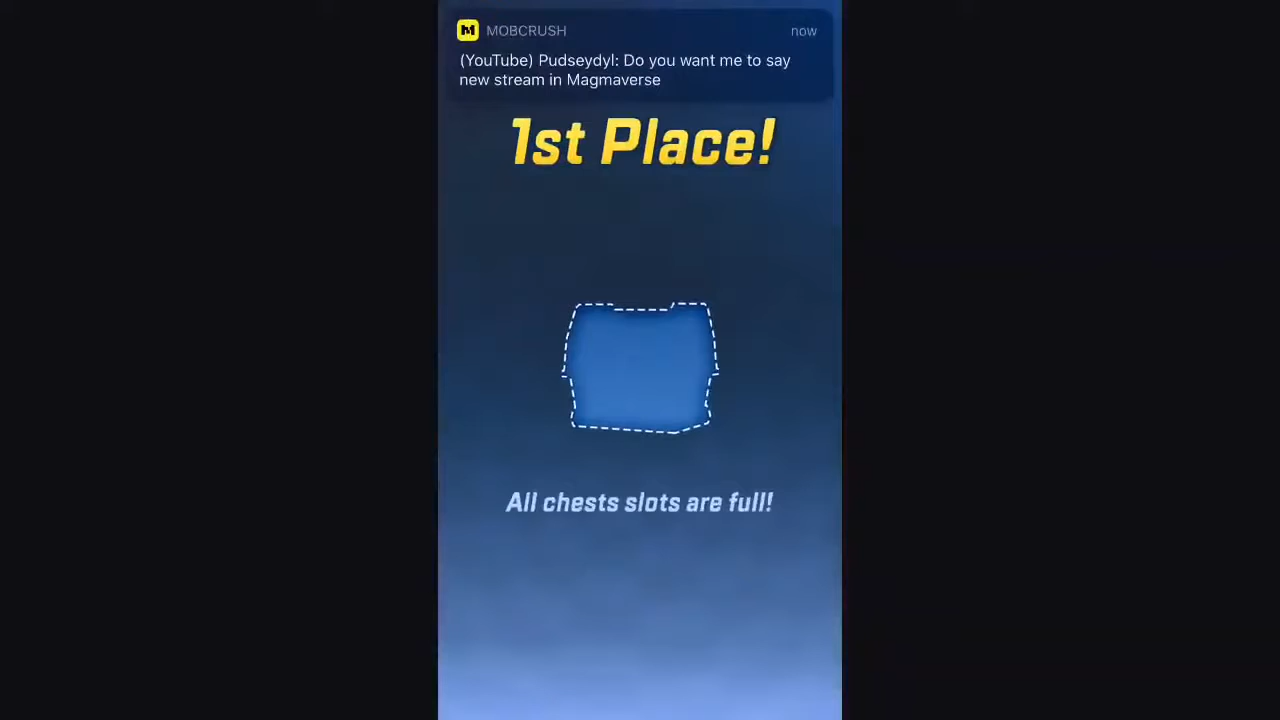 MOBCRUSH
now
(YouTube) Pudseydyl: Do you want me to say
new stream in Magmaverse
1st Place!
All chests slots are full!